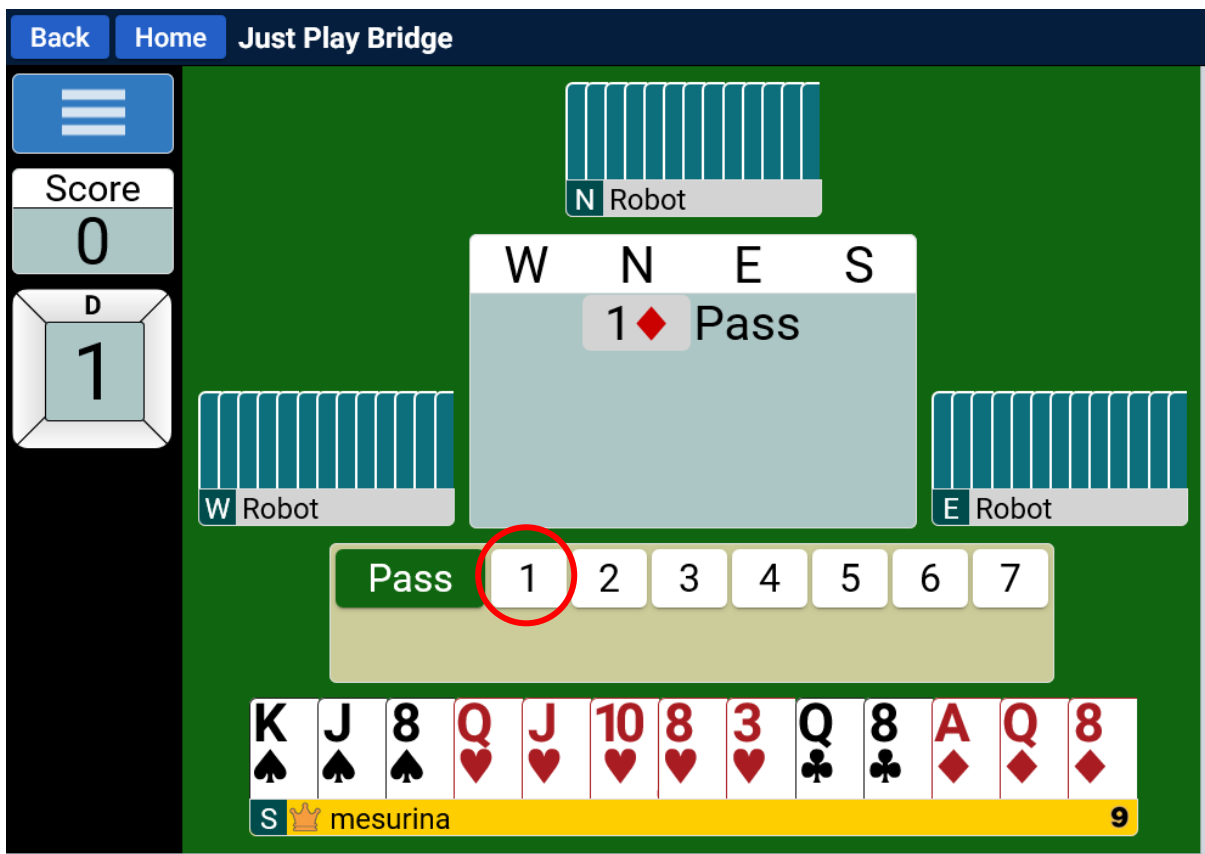 Back Home Just Play Bridge
Score
0
D
1
N Robot
W N E S
1♦ Pass
W Robot
E Robot
Pass 1 2 3 4 5 6 7
K J 8 Q J 10 8 3 Q 8 A Q 8
♠ ♠ ♠ ♥ ♥ ♥ ♥ ♥ ♣ ♣ ♦ ♦ ♦
S mesurina 9